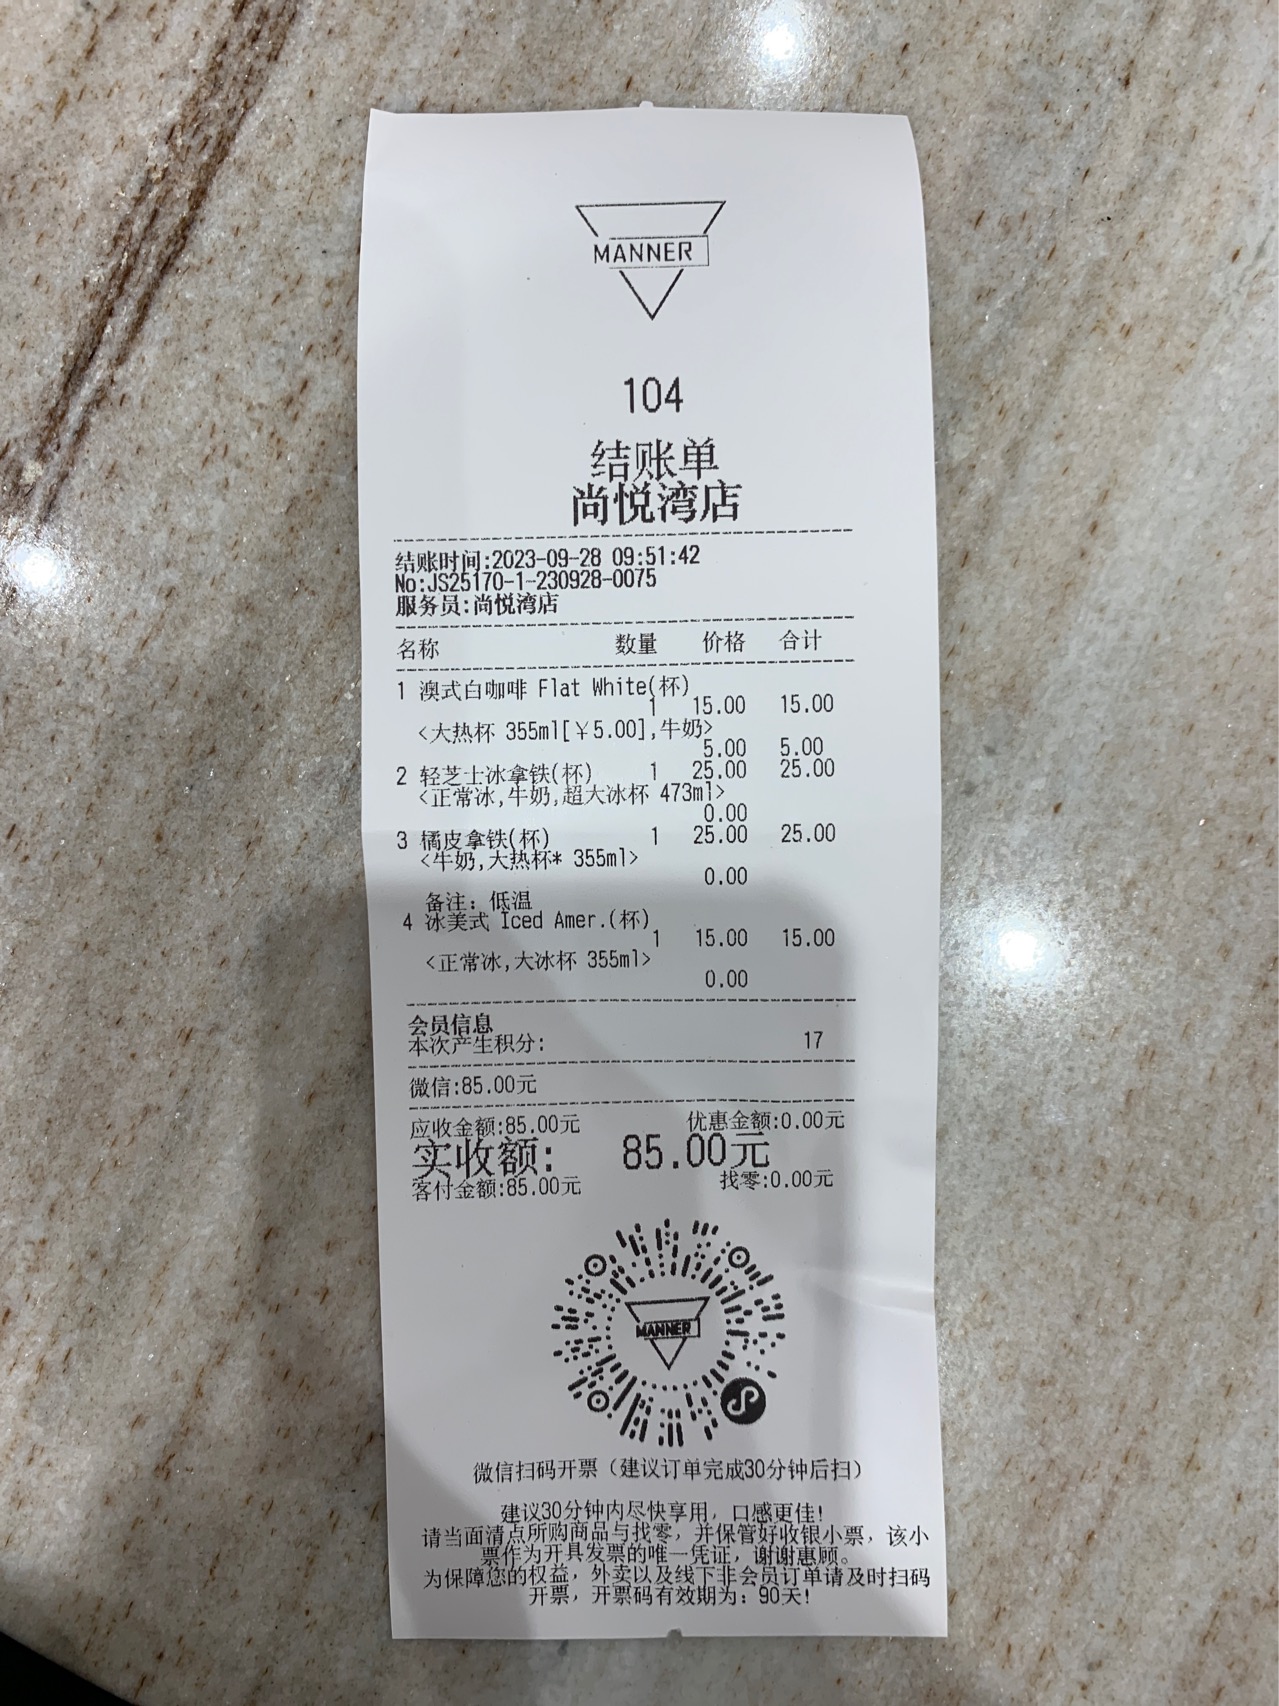 MANNER
104
结账单
尚悦湾店
结账时间:2023-09-28 09:51:42
No:JS25170-1-230928-0075
服务员:尚悦湾店
名称 数量 价格 合计
1 澳式白咖啡 Flat White(杯)
1 15.00 15.00
<大热杯 355ml[￥5.00],牛奶>
5.00 5.00
2 轻芝士冰拿铁(杯) 1 25.00 25.00
<正常冰,牛奶,超大冰杯 473ml>
0.00
3 橘皮拿铁(杯) 1 25.00 25.00
<牛奶,大热杯* 355ml>
0.00
备注: 低温
4 冰美式 Iced Amer.(杯)
1 15.00 15.00
<正常冰,大冰杯 355ml>
0.00
会员信息
本次产生积分: 17
微信:85.00元
应收金额:85.00元 优惠金额:0.00元
实收额: 85.00元
客付金额:85.00元 找零:0.00元
MANNER
微信扫码开票（建议订单完成30分钟后扫）
建议30分钟内尽快享用，口感更佳!
请当面清点所购商品与找零，并保管好收银小票，该小
票作为开具发票的唯一凭证，谢谢惠顾。
为保障您的权益，外卖以及线下非会员订单请及时扫码
开票，开票码有效期为：90天!